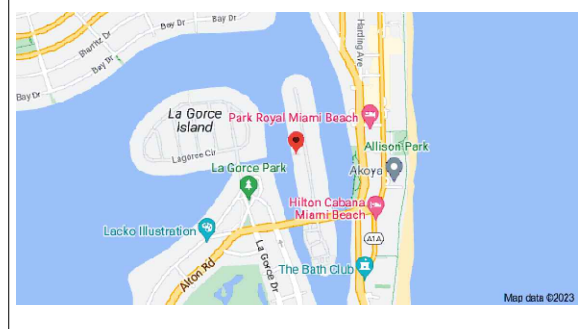 Bay Dr
Bay Dr
Biarritz Dr
Bay Dr
Bay Dr
Harding Ave
La Gorce
Island
Park Royal Miami Beach
Lagorce Cir
Allison Park
La Gorce Park
Akoya
Hilton Cabana
Miami Beach
Lacko Illustration
A1A
La Gorce Dr
Alton Rd
The Bath Club
Map data ©2023